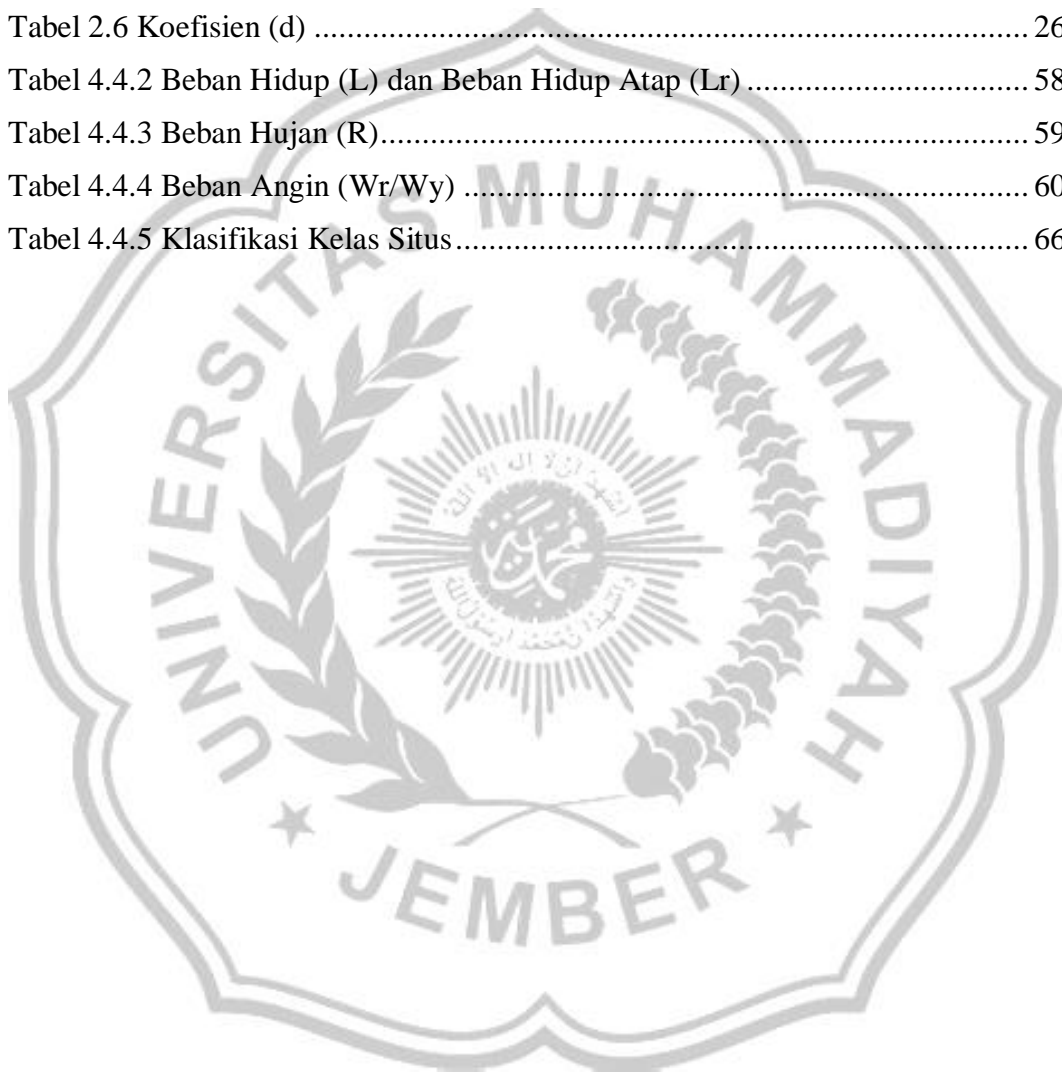 Tabel 2.6 Koefisien (d) ........................................................................................... 26
Tabel 4.4.2 Beban Hidup (L) dan Beban Hidup Atap (Lr) ................................... 58
Tabel 4.4.3 Beban Hujan (R)................................................................................. 59
Tabel 4.4.4 Beban Angin (Wr/Wy) ....................................................................... 60
Tabel 4.4.5 Klasifikasi Kelas Situs........................................................................ 66
UNIVERSITAS MUHAMMADIYAH
JEMBER